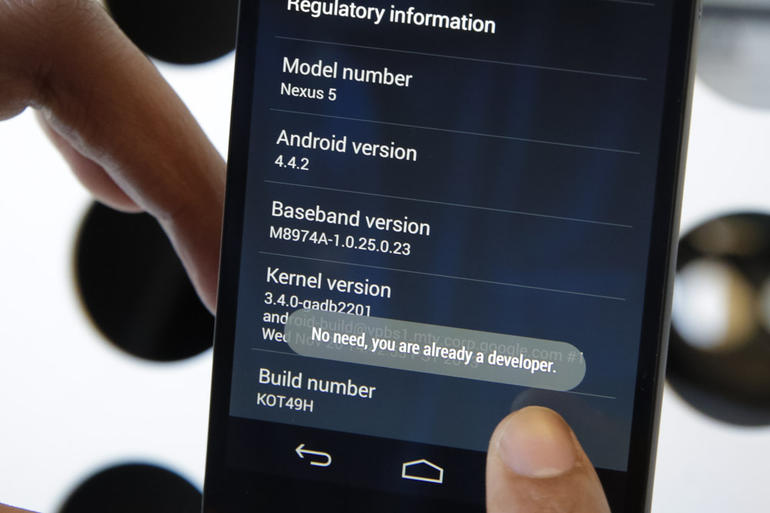 Regulatory information
Model number
Nexus 5
Android version
4.4.2
Baseband version
M8974A-1.0.25.0.23
Kernel version
3.4.0-gadb2201
android-build@vpbs1.mtv.corp.google.com #1
Wed Nov 20
No need, you are already a developer.
Build number
KOT49H